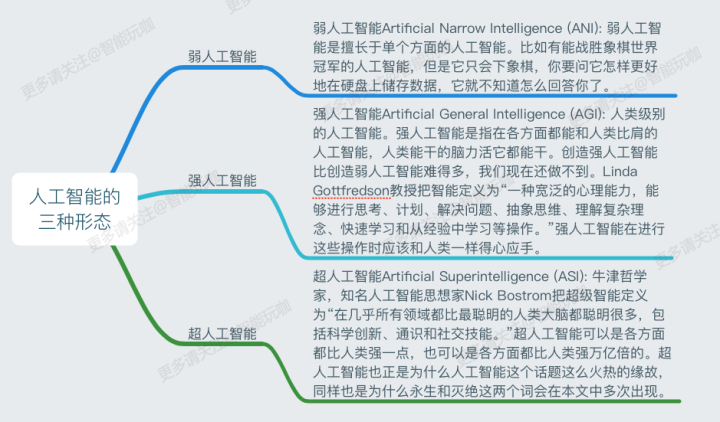 人工智能的
三种形态
弱人工智能
弱人工智能Artificial Narrow Intelligence (ANI): 弱人工智
能是擅长于单个方面的人工智能。比如有能战胜象棋世界
冠军的人工智能，但是它只会下象棋，你要问它怎样更好
地在硬盘上储存数据，它就不知道怎么回答你了。
强人工智能
强人工智能Artificial General Intelligence (AGI): 人类级别
的人工智能。强人工智能是指在各方面都能和人类比肩的
人工智能，人类能干的脑力活它都能干。创造强人工智能
比创造弱人工智能难得多，我们现在还做不到。Linda
Gottfredson教授把智能定义为“一种宽泛的心理能力，能
够进行思考、计划、解决问题、抽象思维、理解复杂理
念、快速学习和从经验中学习等操作。”强人工智能在进行
这些操作时应该和人类一样得心应手。
超人工智能
超人工智能Artificial Superintelligence (ASI): 牛津哲学
家，知名人工智能思想家Nick Bostrom把超级智能定义
为“在几乎所有领域都比最聪明的人类大脑都聪明很多，包
括科学创新、通识和社交技能。”超人工智能可以是各方面
都比人类强一点，也可以是各方面都比人类强万亿倍的。超
人工智能也正是为什么人工智能这个话题这么火热的缘故，
同样也是为什么永生和灭绝这两个词会在本文中多次出现。
更多请关注@智能玩咖
更多请关注@智能玩咖
更多请关注@智能玩咖